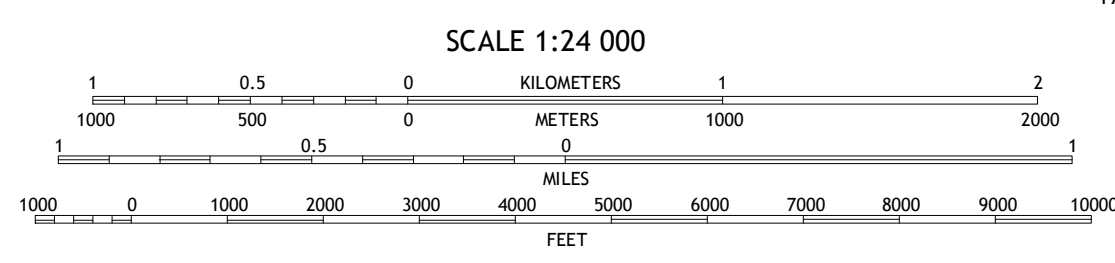 SCALE 1:24 000
1 0.5 0 KILOMETERS 1 2
1000 500 0 METERS 1000 2000
1 0.5 0 1
MILES
1000 0 1000 2000 3000 4000 5000 6000 7000 8000 9000 10000
FEET